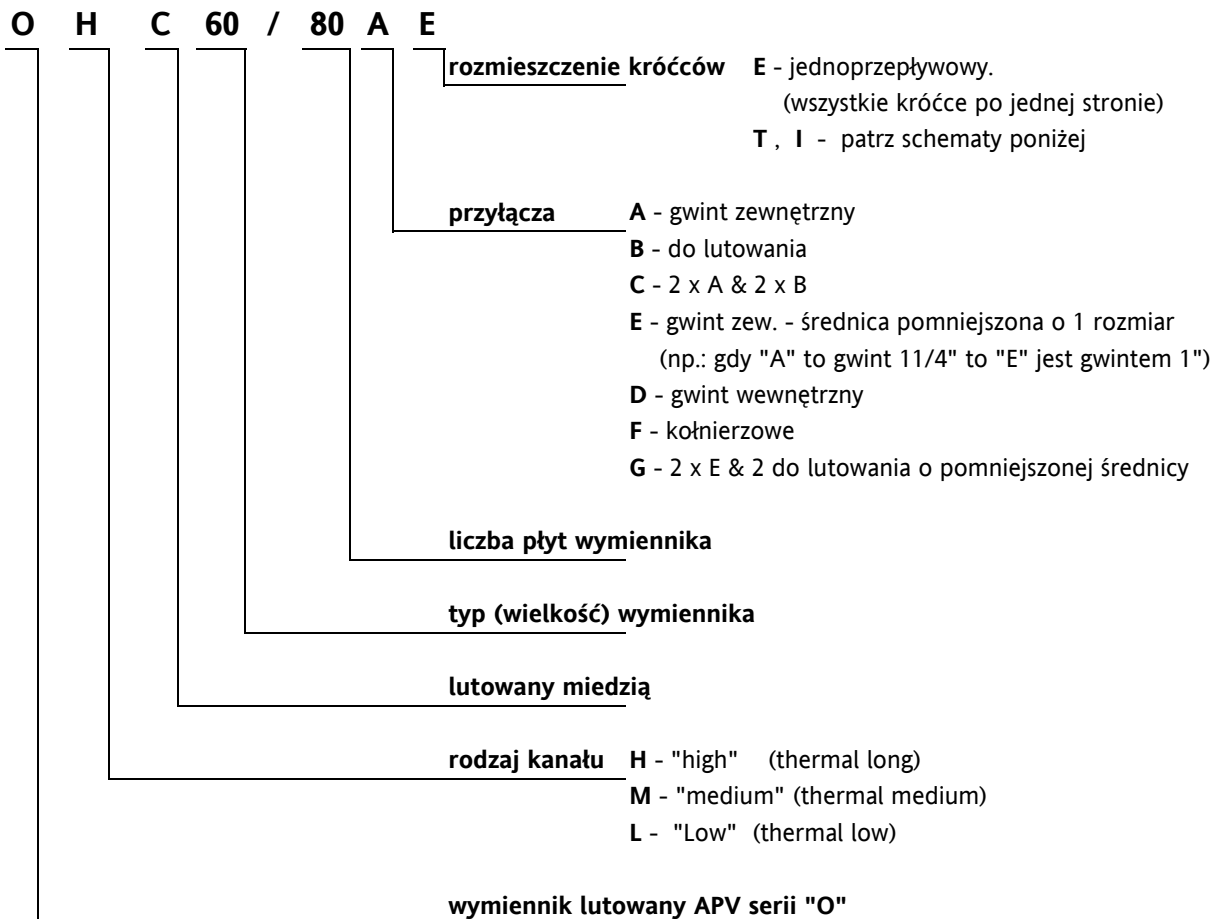 O H C 60 / 80 A E
rozmieszczenie króćców E - jednoprzepływowy.
(wszystkie króćce po jednej stronie)
T , I - patrz schematy poniżej
przyłącza A - gwint zewnętrzny
B - do lutowania
C - 2 x A & 2 x B
E - gwint zew. - średnica pomniejszona o 1 rozmiar
(np.: gdy "A" to gwint 11/4" to "E" jest gwintem 1")
D - gwint wewnętrzny
F - kołnierzowe
G - 2 x E & 2 do lutowania o pomniejszonej średnicy
liczba płyt wymiennika
typ (wielkość) wymiennika
lutowany miedzią
rodzaj kanału H - "high" (thermal long)
M - "medium" (thermal medium)
L - "Low" (thermal low)
wymiennik lutowany APV serii "O"